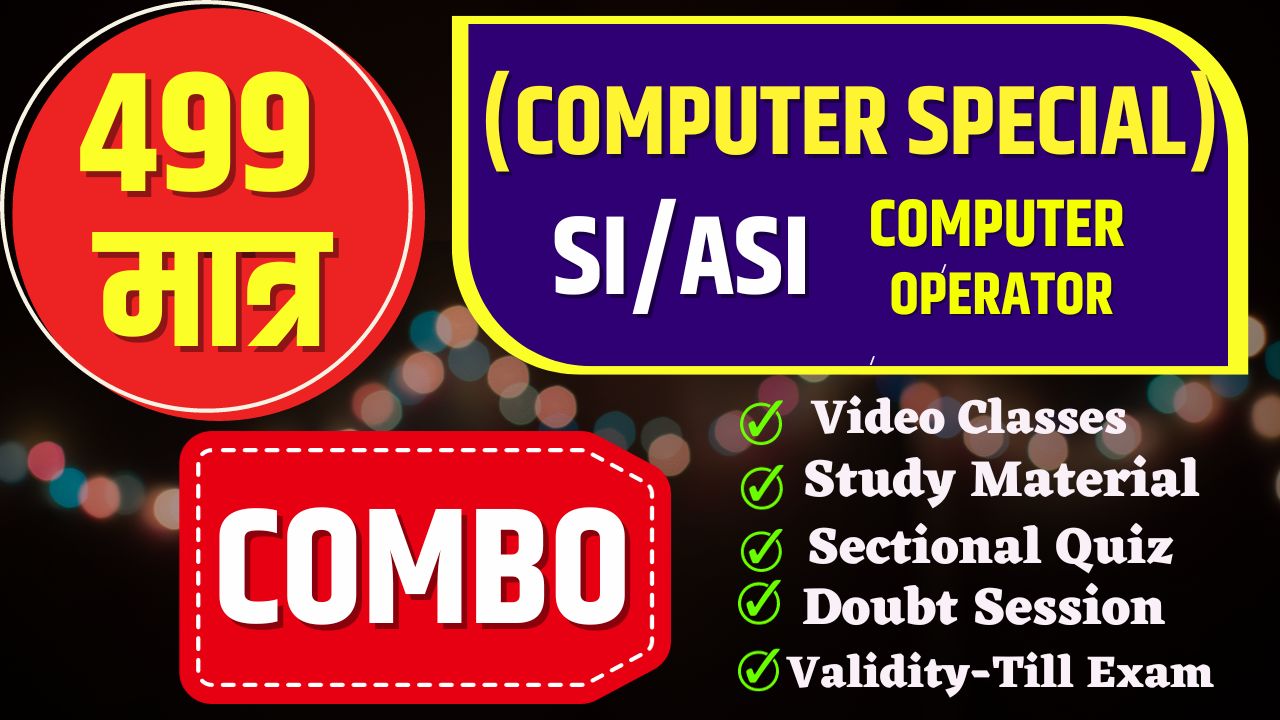 499
मात्र
(COMPUTER SPECIAL)
SI/ASI
COMPUTER
OPERATOR
COMBO
Video Classes
Study Material
Sectional Quiz
Doubt Session
Validity-Till Exam